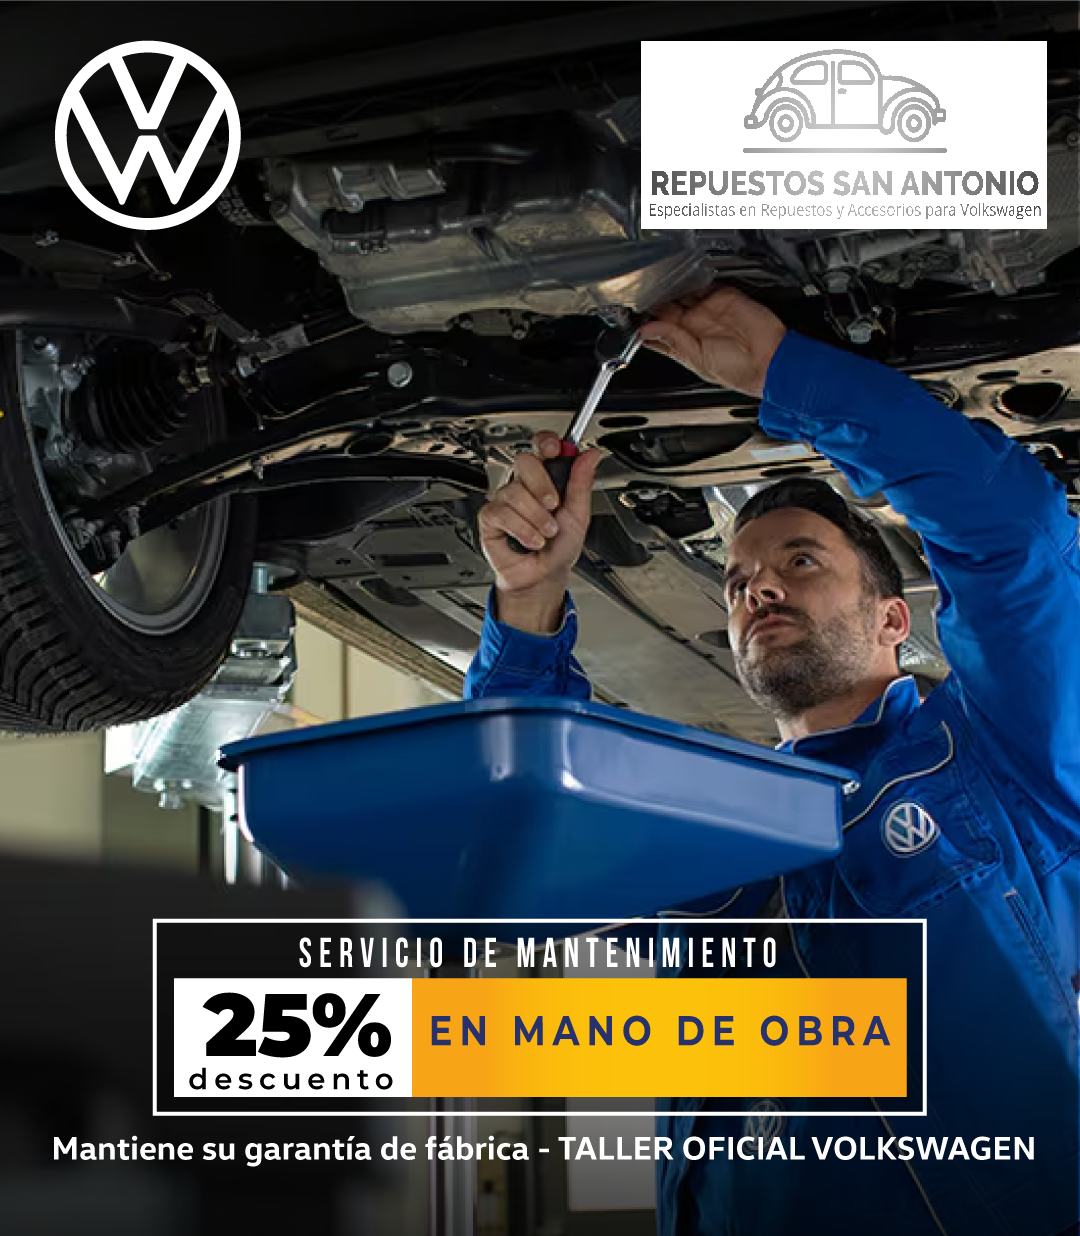 REPUESTOS SAN ANTONIO
Especialistas en Repuestos y Accesorios para Volkswagen
SERVICIO DE MANTENIMIENTO
25%
descuento
EN MANO DE OBRA
Mantiene su garantía de fábrica - TALLER OFICIAL VOLKSWAGEN